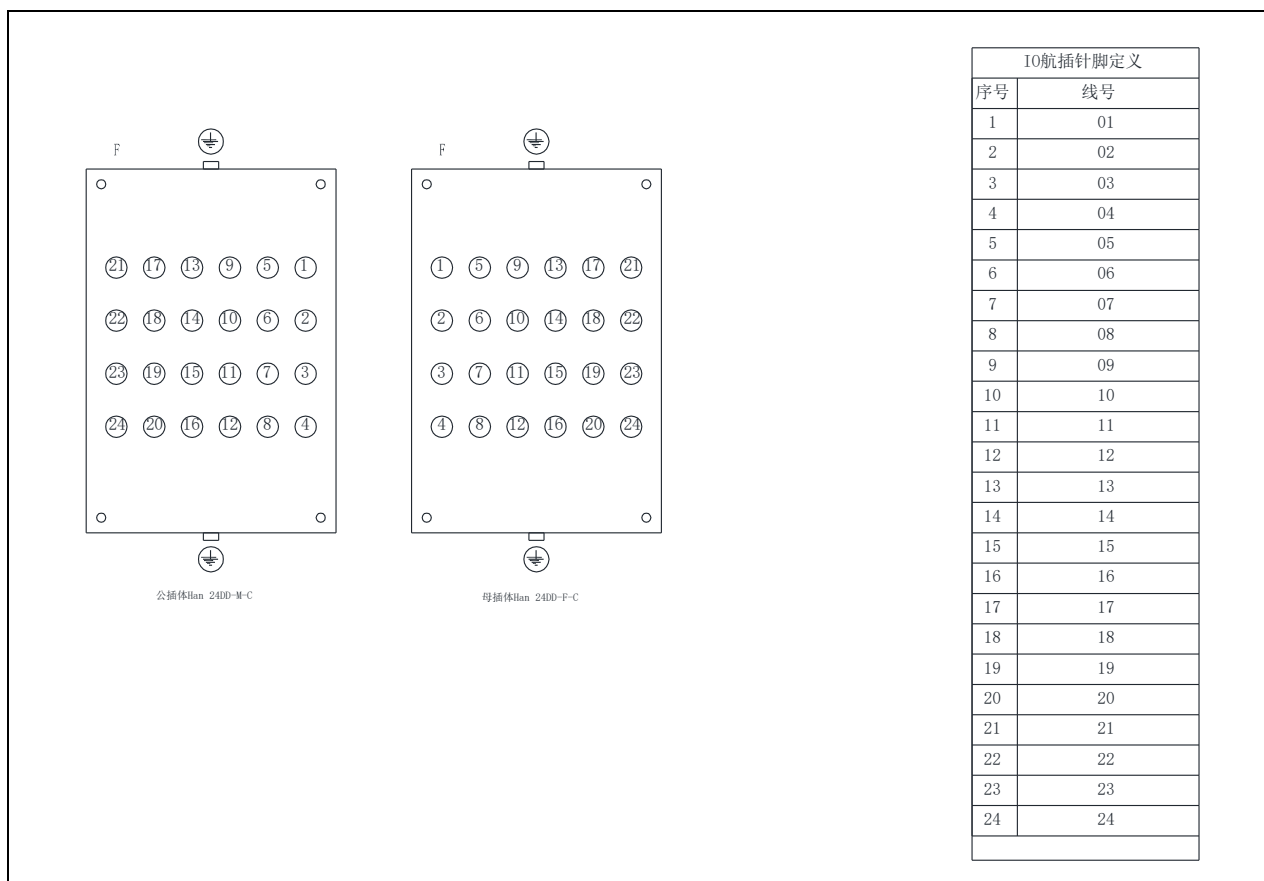 IO航插针脚定义
序号 线号
1 01
2 02
3 03
4 04
5 05
6 06
7 07
8 08
9 09
10 10
11 11
12 12
13 13
14 14
15 15
16 16
17 17
18 18
19 19
20 20
21 21
22 22
23 23
24 24
F
21 17 13 9 5 1
22 18 14 10 6 2
23 19 15 11 7 3
24 20 16 12 8 4
公插体Han 24DD-M-C
F
1 5 9 13 17 21
2 6 10 14 18 22
3 7 11 15 19 23
4 8 12 16 20 24
母插体Han 24DD-F-C